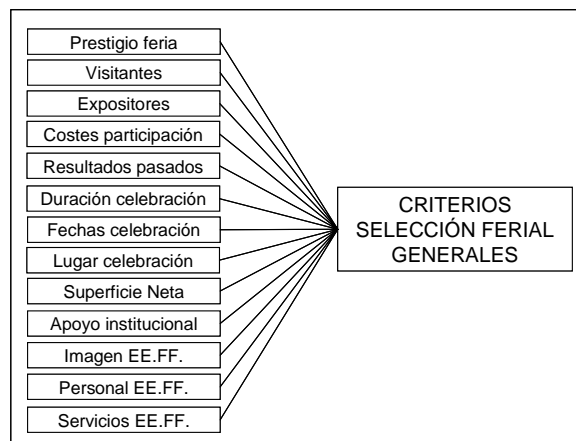 Prestigio feria
Visitantes
Expositores
Costes participación
Resultados pasados
Duración celebración
Fechas celebración
Lugar celebración
Superficie Neta
Apoyo institucional
Imagen EE.FF.
Personal EE.FF.
Servicios EE.FF.
CRITERIOS
SELECCIÓN FERIAL
GENERALES